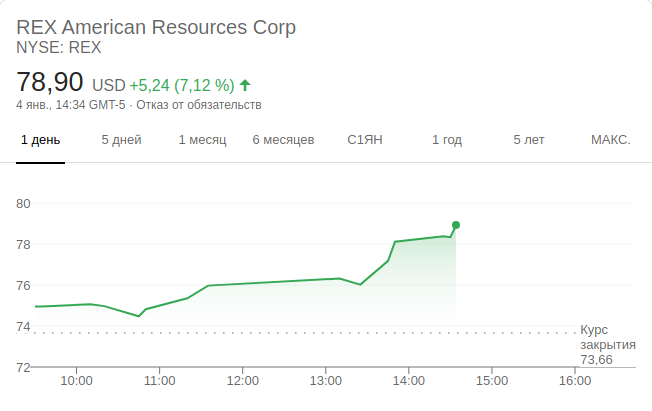 REX American Resources Corp
NYSE: REX
78,90 USD +5,24 (7,12 %)
4 янв., 14:34 GMT-5 · Отказ от обязательств
1 день 5 дней 1 месяц 6 месяцев С1ЯН 1 год 5 лет МАКС.
80
78
76
74
Курс
закрытия
73,66
72
10:00 11:00 12:00 13:00 14:00 15:00 16:00